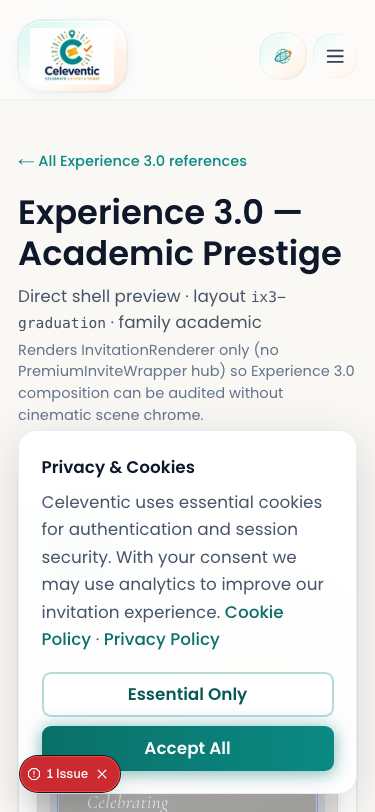 Celeventic
← All Experience 3.0 references
Experience 3.0 —
Academic Prestige
Direct shell preview · layout ix3-
graduation · family academic
Renders InvitationRenderer only (no
PremiumInviteWrapper hub) so Experience 3.0
composition can be audited without
cinematic scene chrome.
Privacy & Cookies
Celeventic uses essential cookies
for authentication and session
security. With your consent we
may use analytics to improve our
invitation experience. Cookie
Policy · Privacy Policy
Essential Only
Accept All
1 Issue
Celebrating